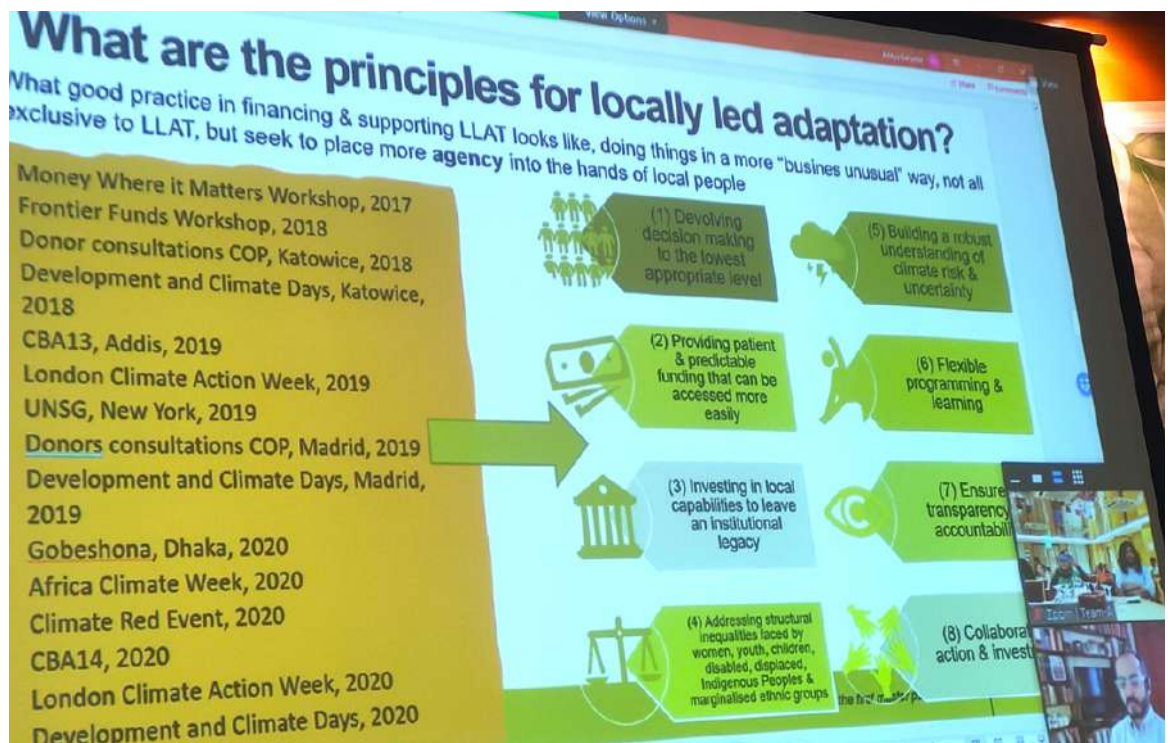 View Options
What are the principles for locally led adaptation?
What good practice in financing & supporting LLAT looks like, doing things in a more "busines unusual" way, not all
exclusive to LLAT, but seek to place more agency into the hands of local people
Money Where it Matters Workshop, 2017
Frontier Funds Workshop, 2018
Donor consultations COP, Katowice, 2018
Development and Climate Days, Katowice,
2018
CBA13, Addis, 2019
London Climate Action Week, 2019
UNSG, New York, 2019
Donors consultations COP, Madrid, 2019
Development and Climate Days, Madrid,
2019
Gobeshona, Dhaka, 2020
Africa Climate Week, 2020
Climate Red Event, 2020
CBA14, 2020
London Climate Action Week, 2020
Development and Climate Days, 2020
(1) Devolving
decision making
to the lowest
appropriate level
(2) Providing patient
& predictable
funding that can be
accessed more
easily
(3) Investing in local
capabilities to leave
an institutional
legacy
(4) Addressing structural
inequalities faced by
women, youth, children,
disabled, displaced,
Indigenous Peoples &
marginalised ethnic groups
(5) Building a robust
understanding of
climate risk &
uncertainty
(6) Flexible
programming &
learning
(7) Ensure
transparency
accountabili
(8) Collaborat
action & invest
the first
Share
Comments
View
Zoom Team-A